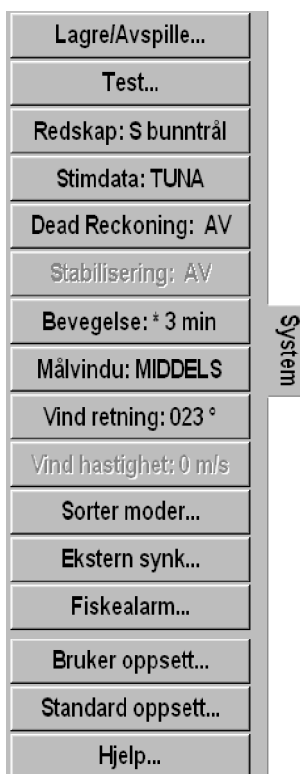 Lagre/Avspille...
Test...
Redskap: S bunntrål
Stimdata: TUNA
Dead Reckoning: AV
Stabilisering: AV
Bevegelse: * 3 min
Målvindu: MIDDELS
Vind retning: 023 °
Vind hastighet: 0 m/s
Sorter moder...
Ekstern synk...
Fiskealarm...
Bruker oppsett...
Standard oppsett...
Hjelp...
System